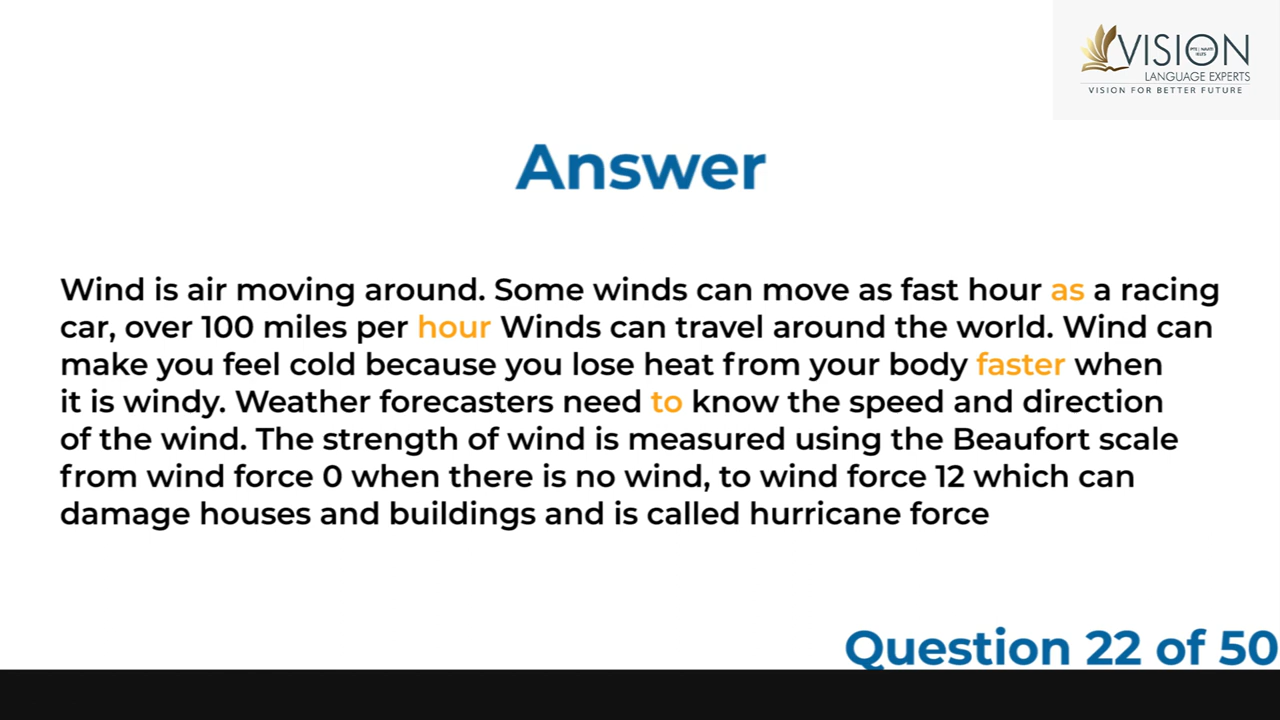 VISION
LANGUAGE EXPERTS
VISION FOR BETTER FUTURE
Answer
Wind is air moving around. Some winds can move as fast hour as a racing
car, over 100 miles per hour Winds can travel around the world. Wind can
make you feel cold because you lose heat from your body faster when
it is windy. Weather forecasters need to know the speed and direction
of the wind. The strength of wind is measured using the Beaufort scale
from wind force 0 when there is no wind, to wind force 12 which can
damage houses and buildings and is called hurricane force
Question 22 of 50